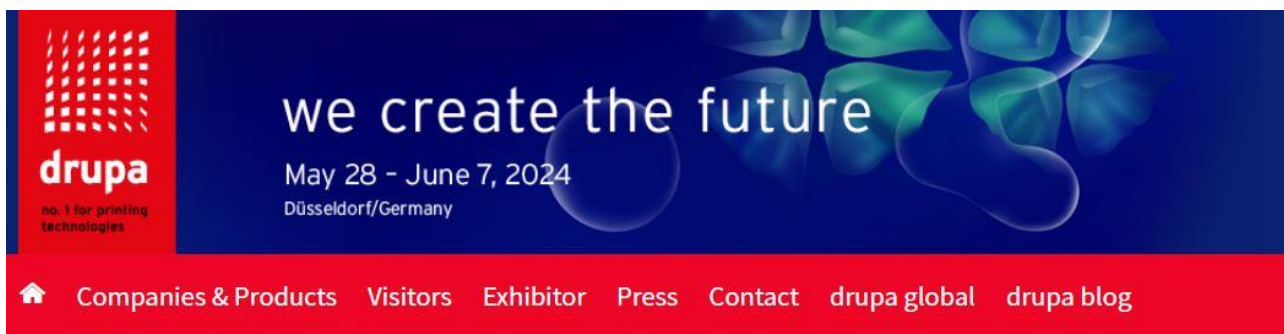 we create the future
drupa
May 28 - June 7, 2024
no. 1 for printing
technologies
Düsseldorf/Germany
Companies & Products Visitors Exhibitor Press Contact drupa global drupa blog